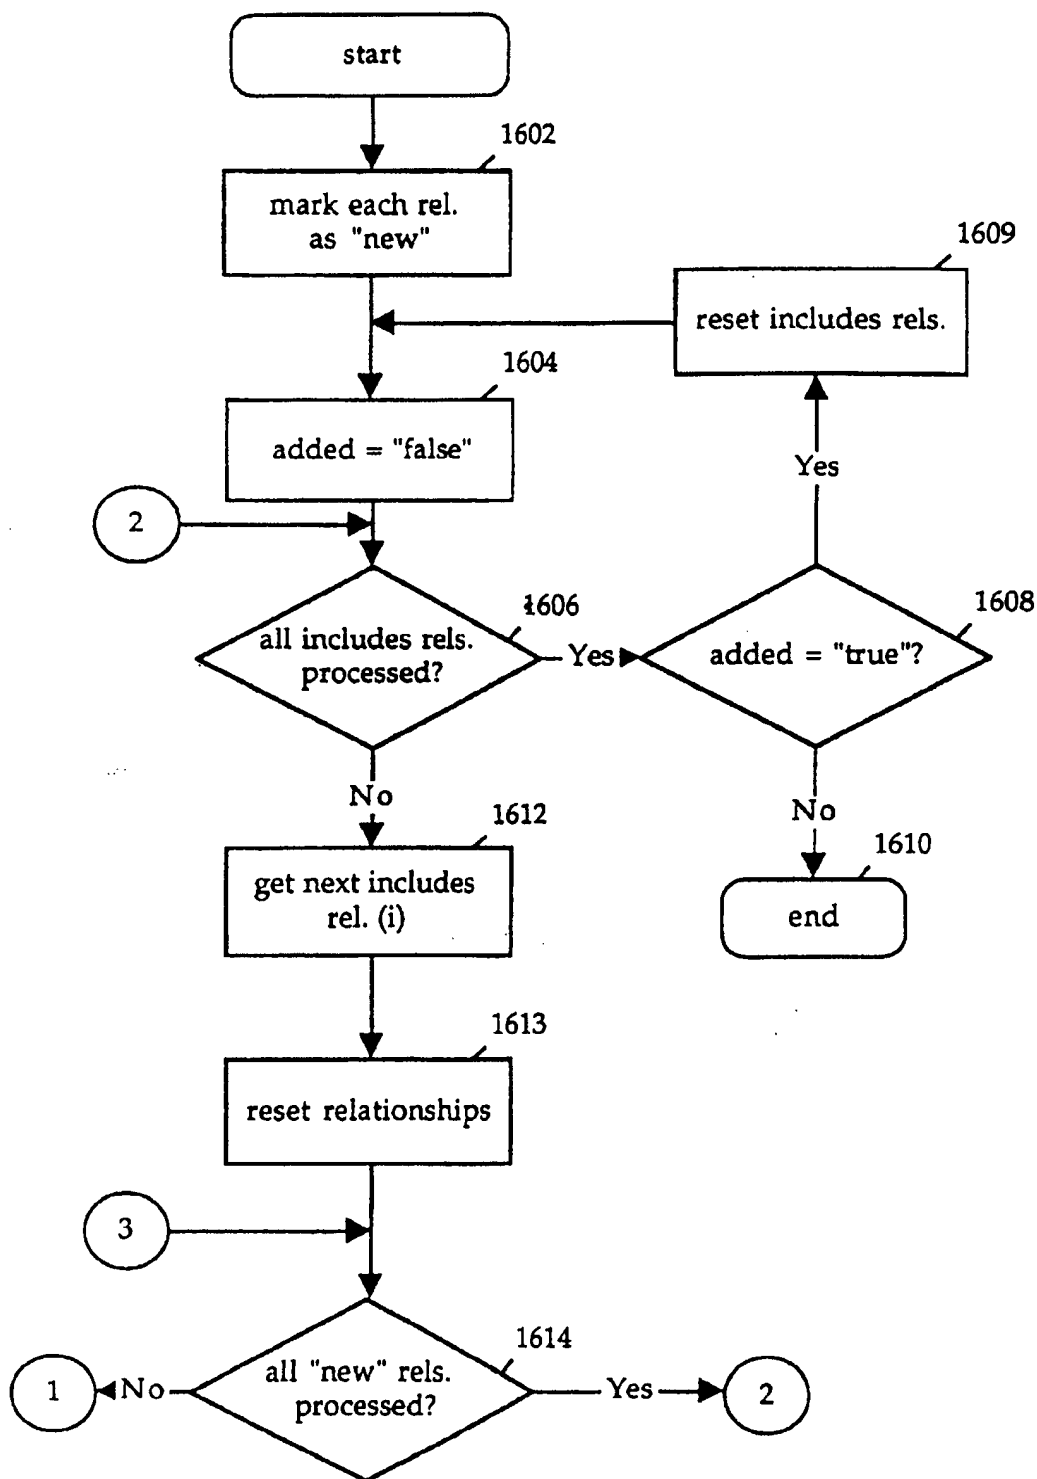 start
1602
mark each rel.
as "new"
1609
reset includes rels.
1604
added = "false"
Yes
2
1606
all includes rels.
processed?
Yes
1608
added = "true"?
No
No
1612
get next includes
rel. (i)
1610
end
1613
reset relationships
3
1614
all "new" rels.
processed?
1
No
Yes
2